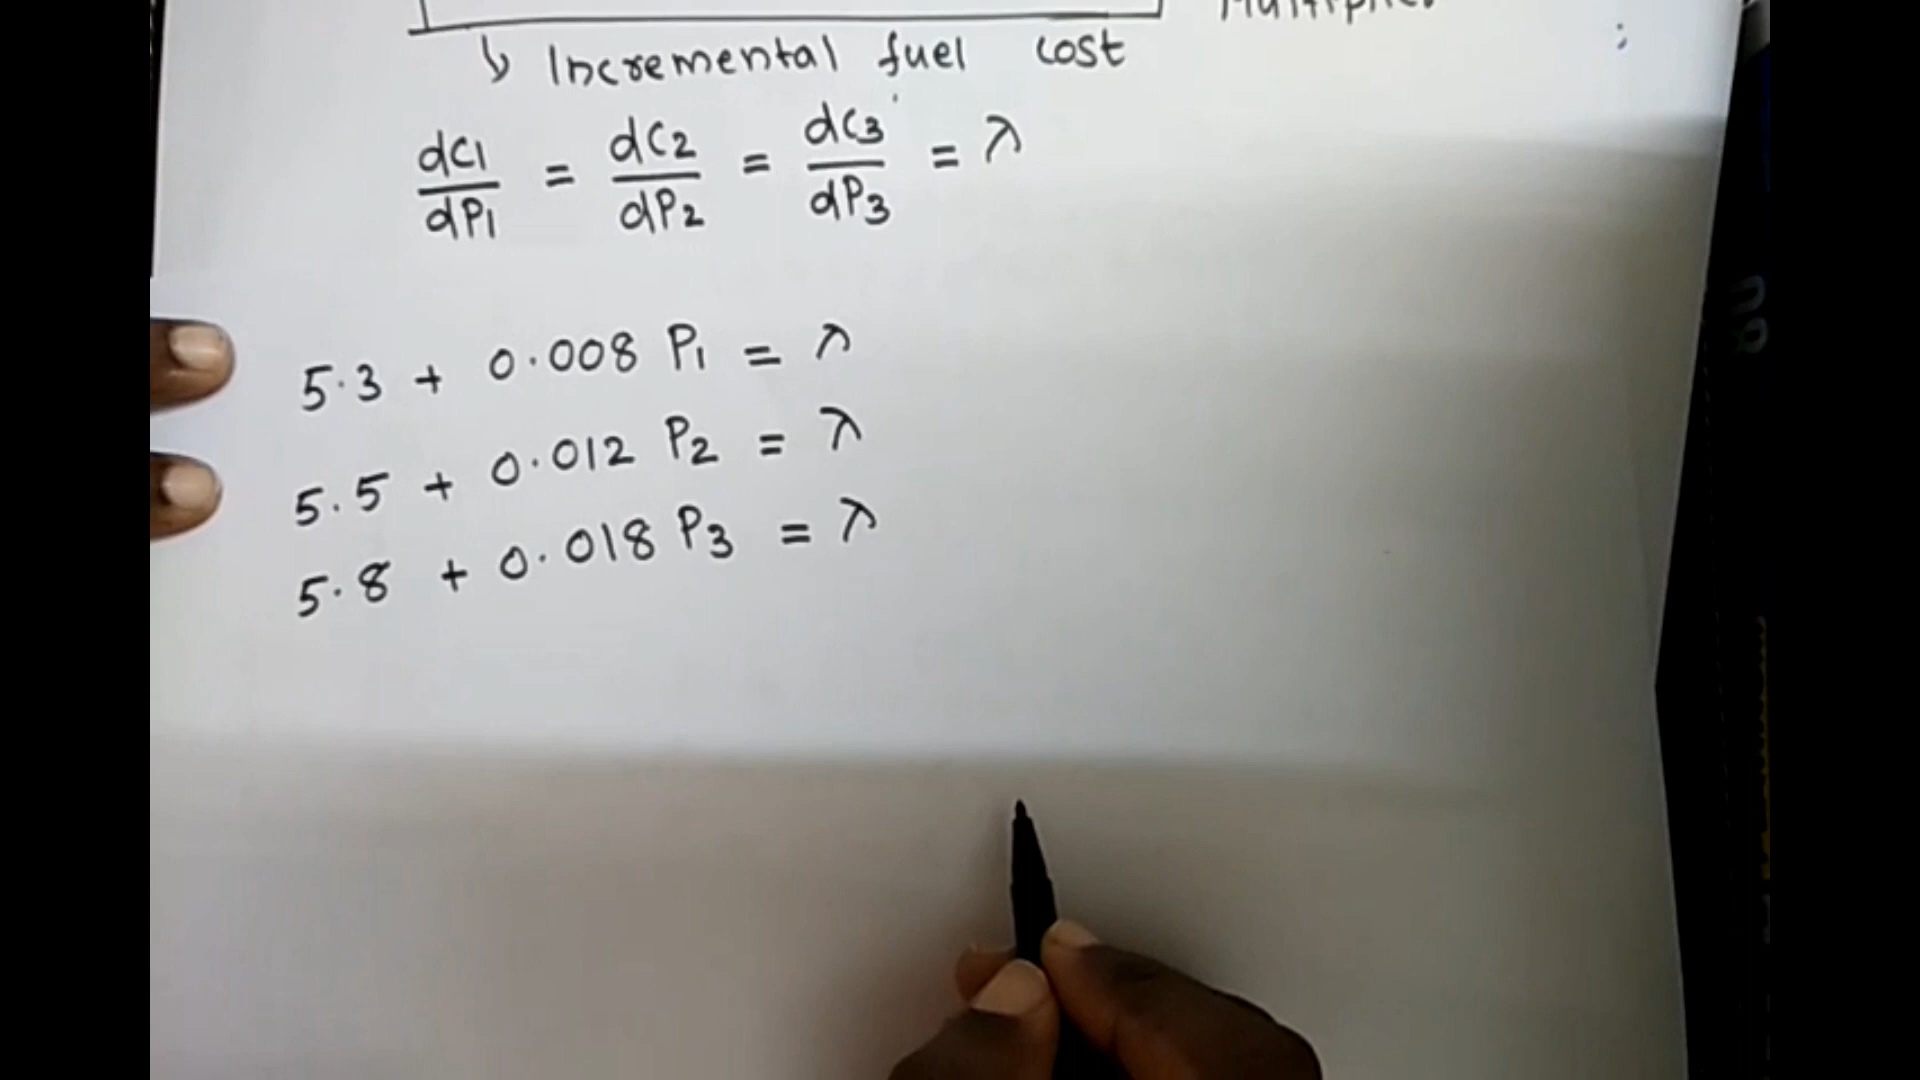 ↳ Incremental fuel cost
dC1/dP1 = dC2/dP2 = dC3/dP3 = λ
5.3 + 0.008 P1 = λ
5.5 + 0.012 P2 = λ
5.8 + 0.018 P3 = λ